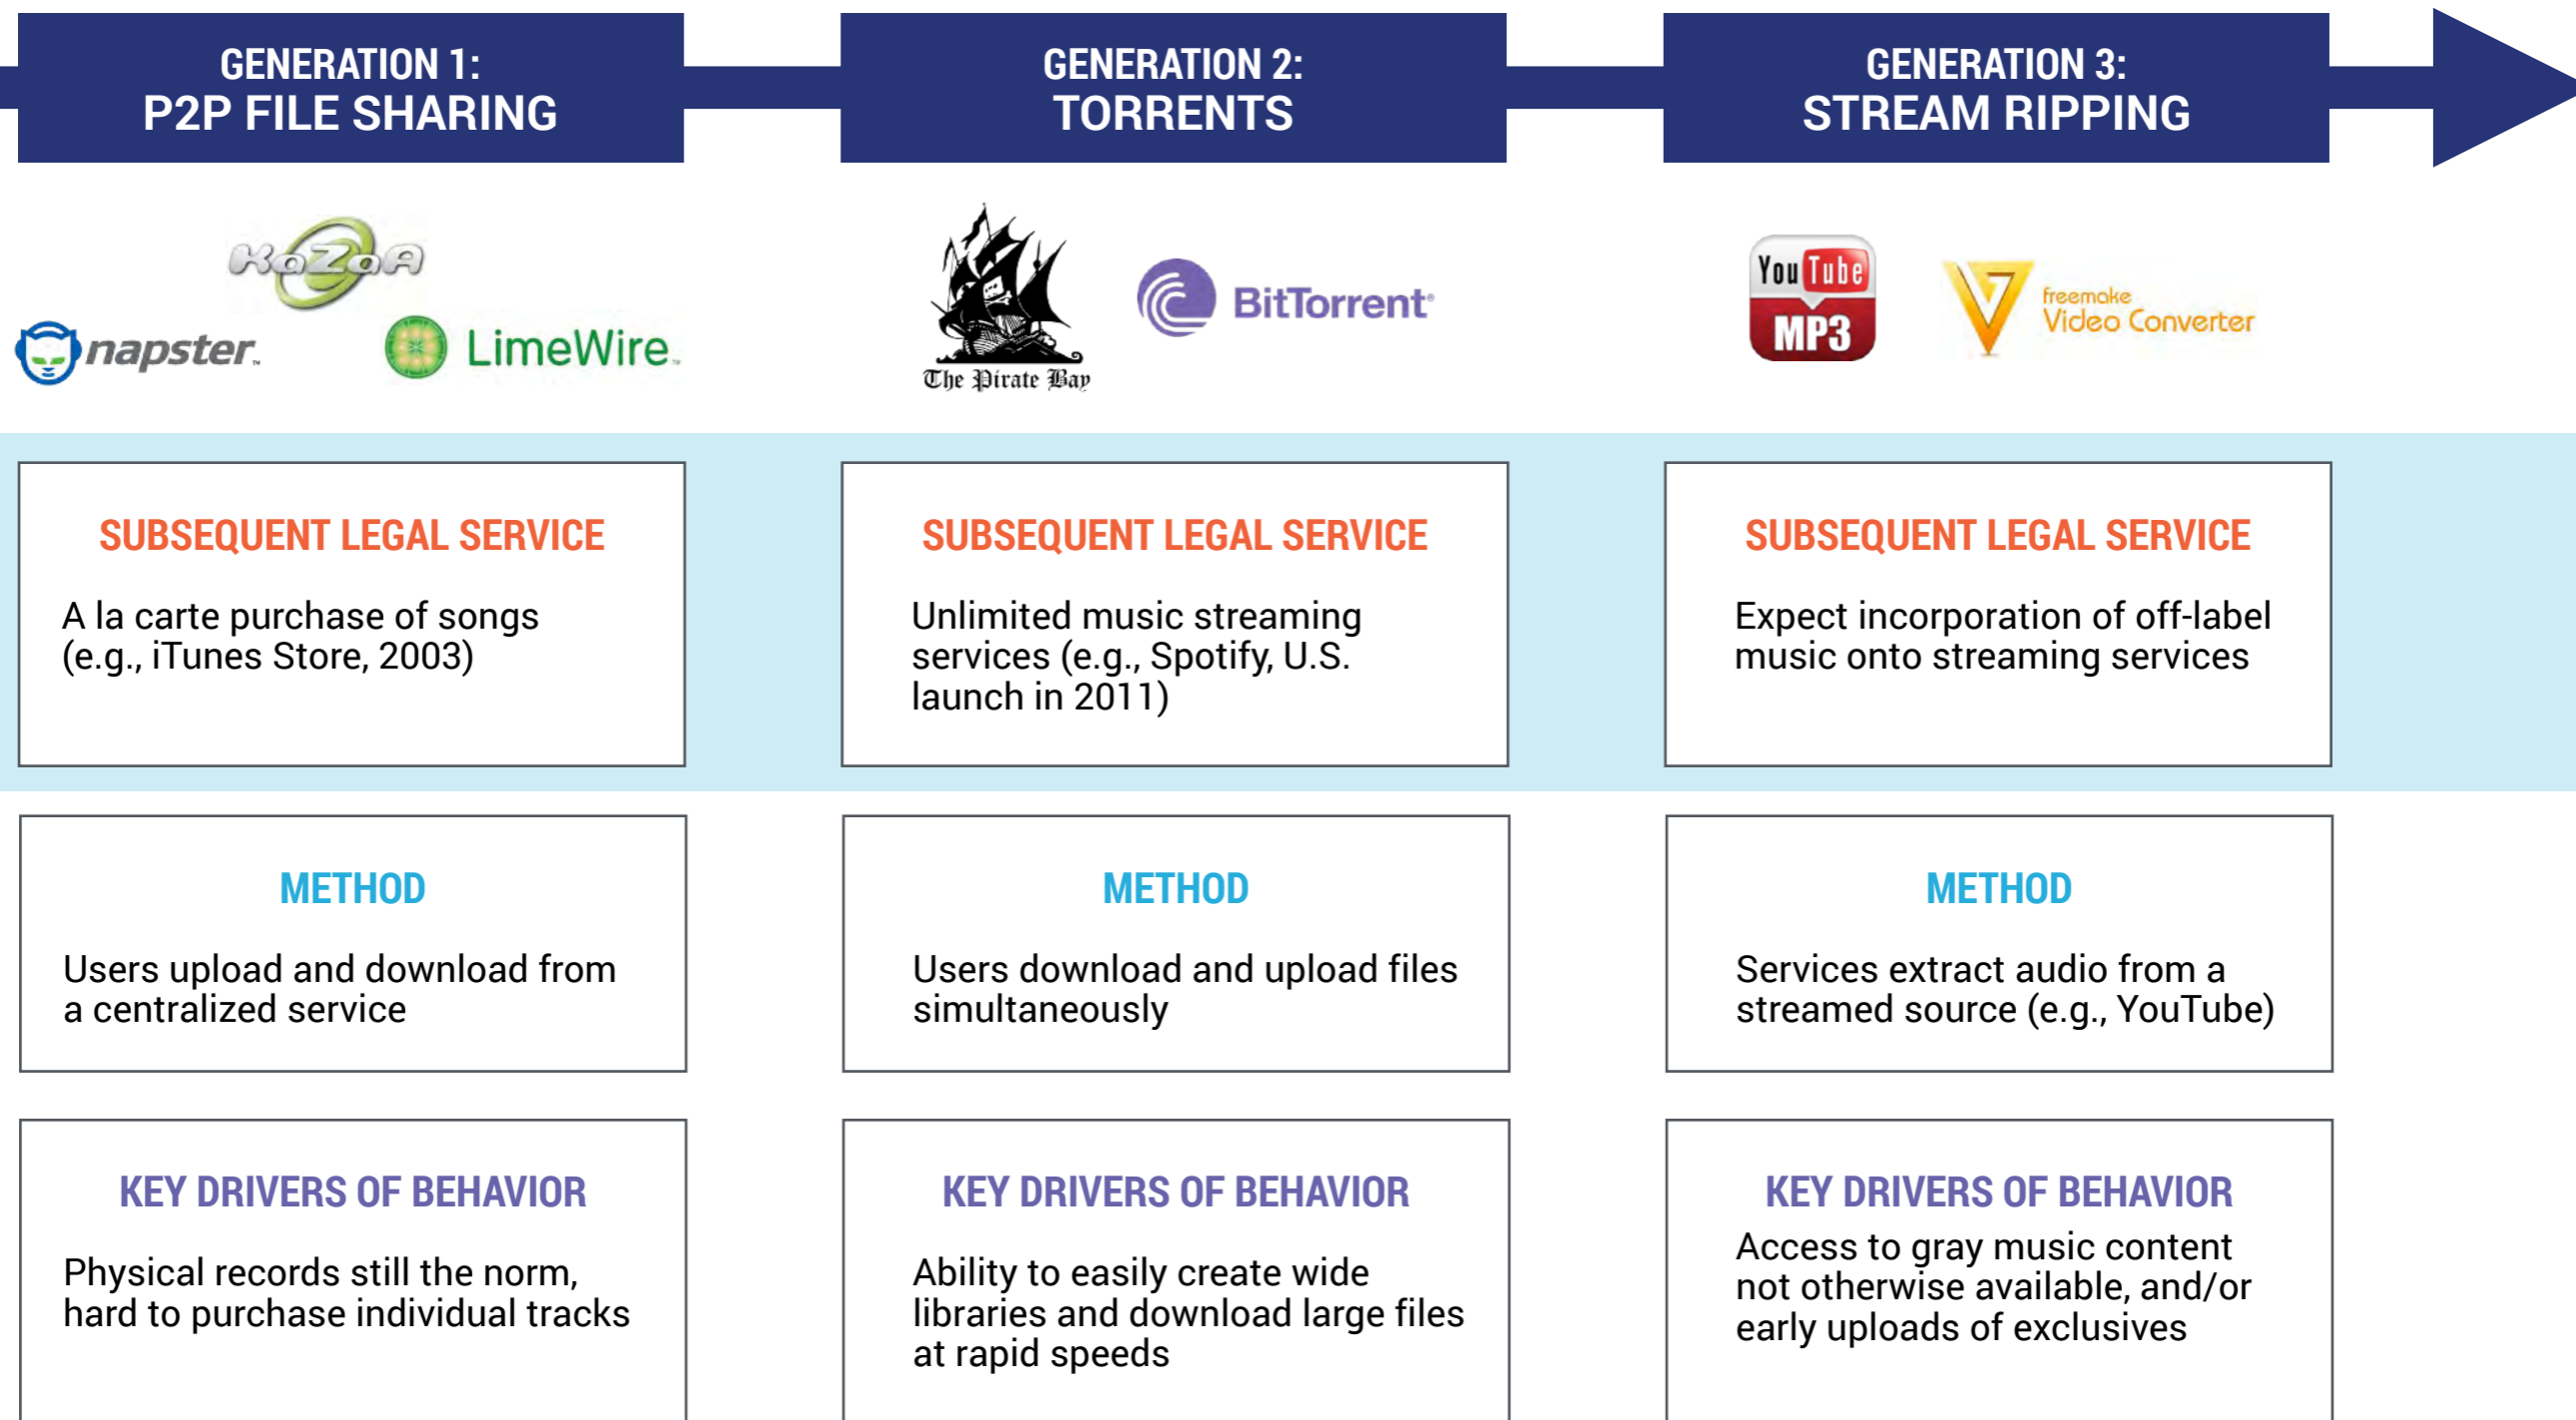 GENERATION 1:
P2P FILE SHARING
GENERATION 2:
TORRENTS
GENERATION 3:
STREAM RIPPING
KaZaA
napster™
LimeWire™
The Pirate Bay
BitTorrent®
You Tube
MP3
freemake
Video Converter
SUBSEQUENT LEGAL SERVICE
A la carte purchase of songs
(e.g., iTunes Store, 2003)
SUBSEQUENT LEGAL SERVICE
Unlimited music streaming
services (e.g., Spotify, U.S.
launch in 2011)
SUBSEQUENT LEGAL SERVICE
Expect incorporation of off-label
music onto streaming services
METHOD
Users upload and download from
a centralized service
METHOD
Users download and upload files
simultaneously
METHOD
Services extract audio from a
streamed source (e.g., YouTube)
KEY DRIVERS OF BEHAVIOR
Physical records still the norm,
hard to purchase individual tracks
KEY DRIVERS OF BEHAVIOR
Ability to easily create wide
libraries and download large files
at rapid speeds
KEY DRIVERS OF BEHAVIOR
Access to gray music content
not otherwise available, and/or
early uploads of exclusives